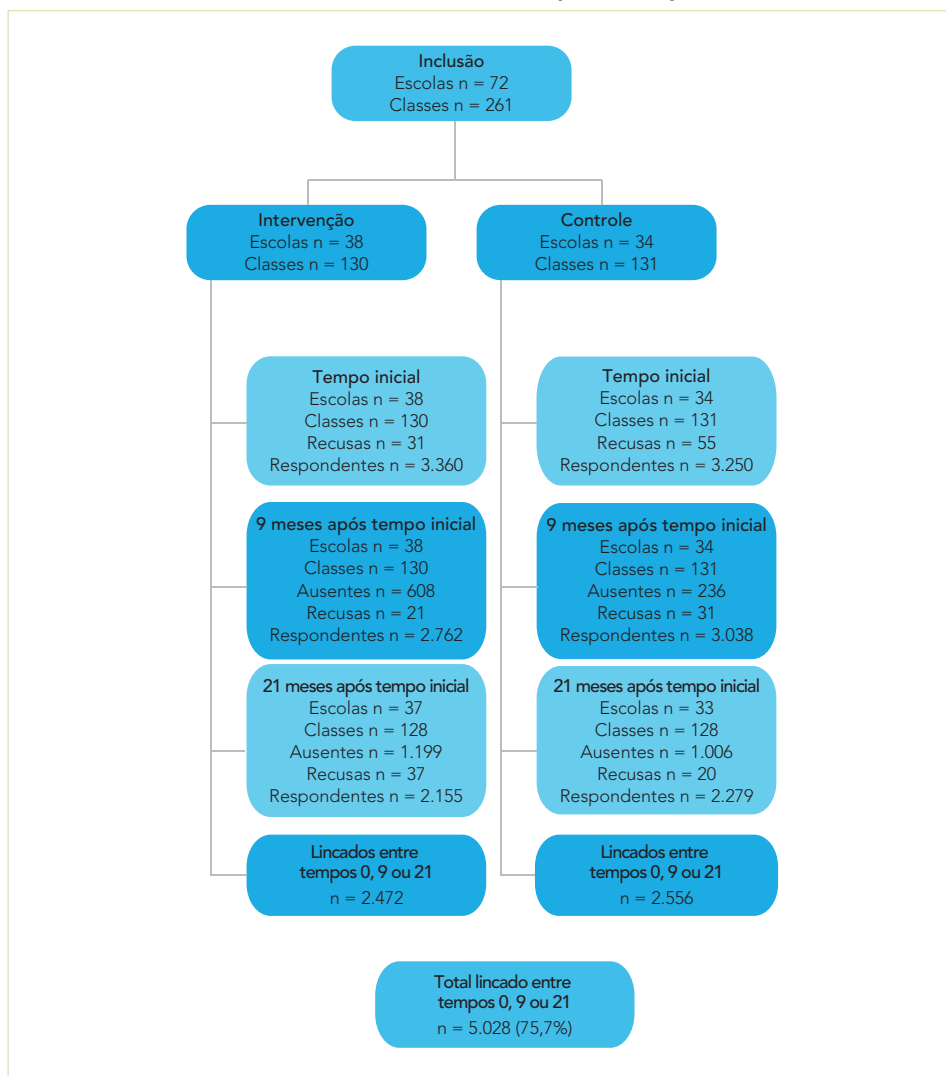 Inclusão
Escolas n = 72
Classes n = 261
Intervenção
Escolas n = 38
Classes n = 130
Controle
Escolas n = 34
Classes n = 131
Tempo inicial
Escolas n = 38
Classes n = 130
Recusas n = 31
Respondentes n = 3.360
Tempo inicial
Escolas n = 34
Classes n = 131
Recusas n = 55
Respondentes n = 3.250
9 meses após tempo inicial
Escolas n = 38
Classes n = 130
Ausentes n = 608
Recusas n = 21
Respondentes n = 2.762
9 meses após tempo inicial
Escolas n = 34
Classes n = 131
Ausentes n = 236
Recusas n = 31
Respondentes n = 3.038
21 meses após tempo inicial
Escolas n = 37
Classes n = 128
Ausentes n = 1.199
Recusas n = 37
Respondentes n = 2.155
21 meses após tempo inicial
Escolas n = 33
Classes n = 128
Ausentes n = 1.006
Recusas n = 20
Respondentes n = 2.279
Lincados entre
tempos 0, 9 ou 21
n = 2.472
Lincados entre
tempos 0, 9 ou 21
n = 2.556
Total lincado entre
tempos 0, 9 ou 21
n = 5.028 (75,7%)